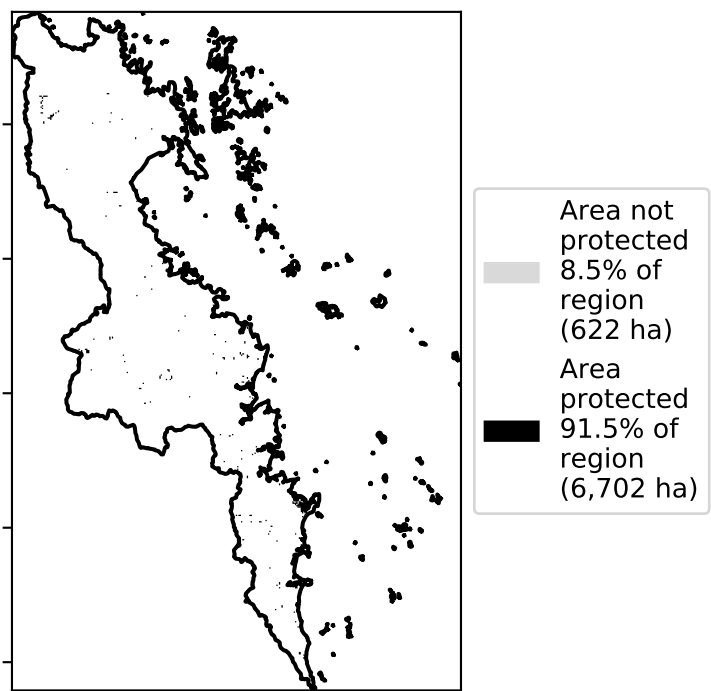 Area not
protected
8.5% of
region
(622 ha)
Area
protected
91.5% of
region
(6,702 ha)